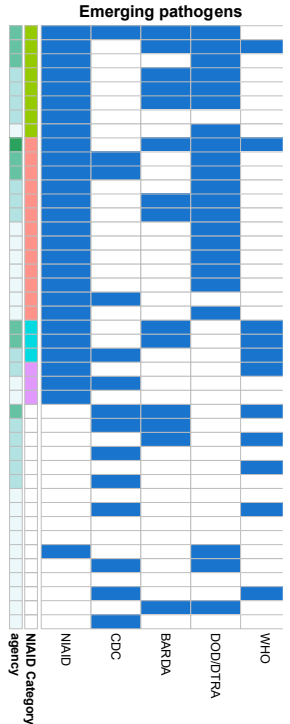 Emerging pathogens
agency
NIAID Category
NIAID
CDC
BARDA
DOD/DTRA
WHO